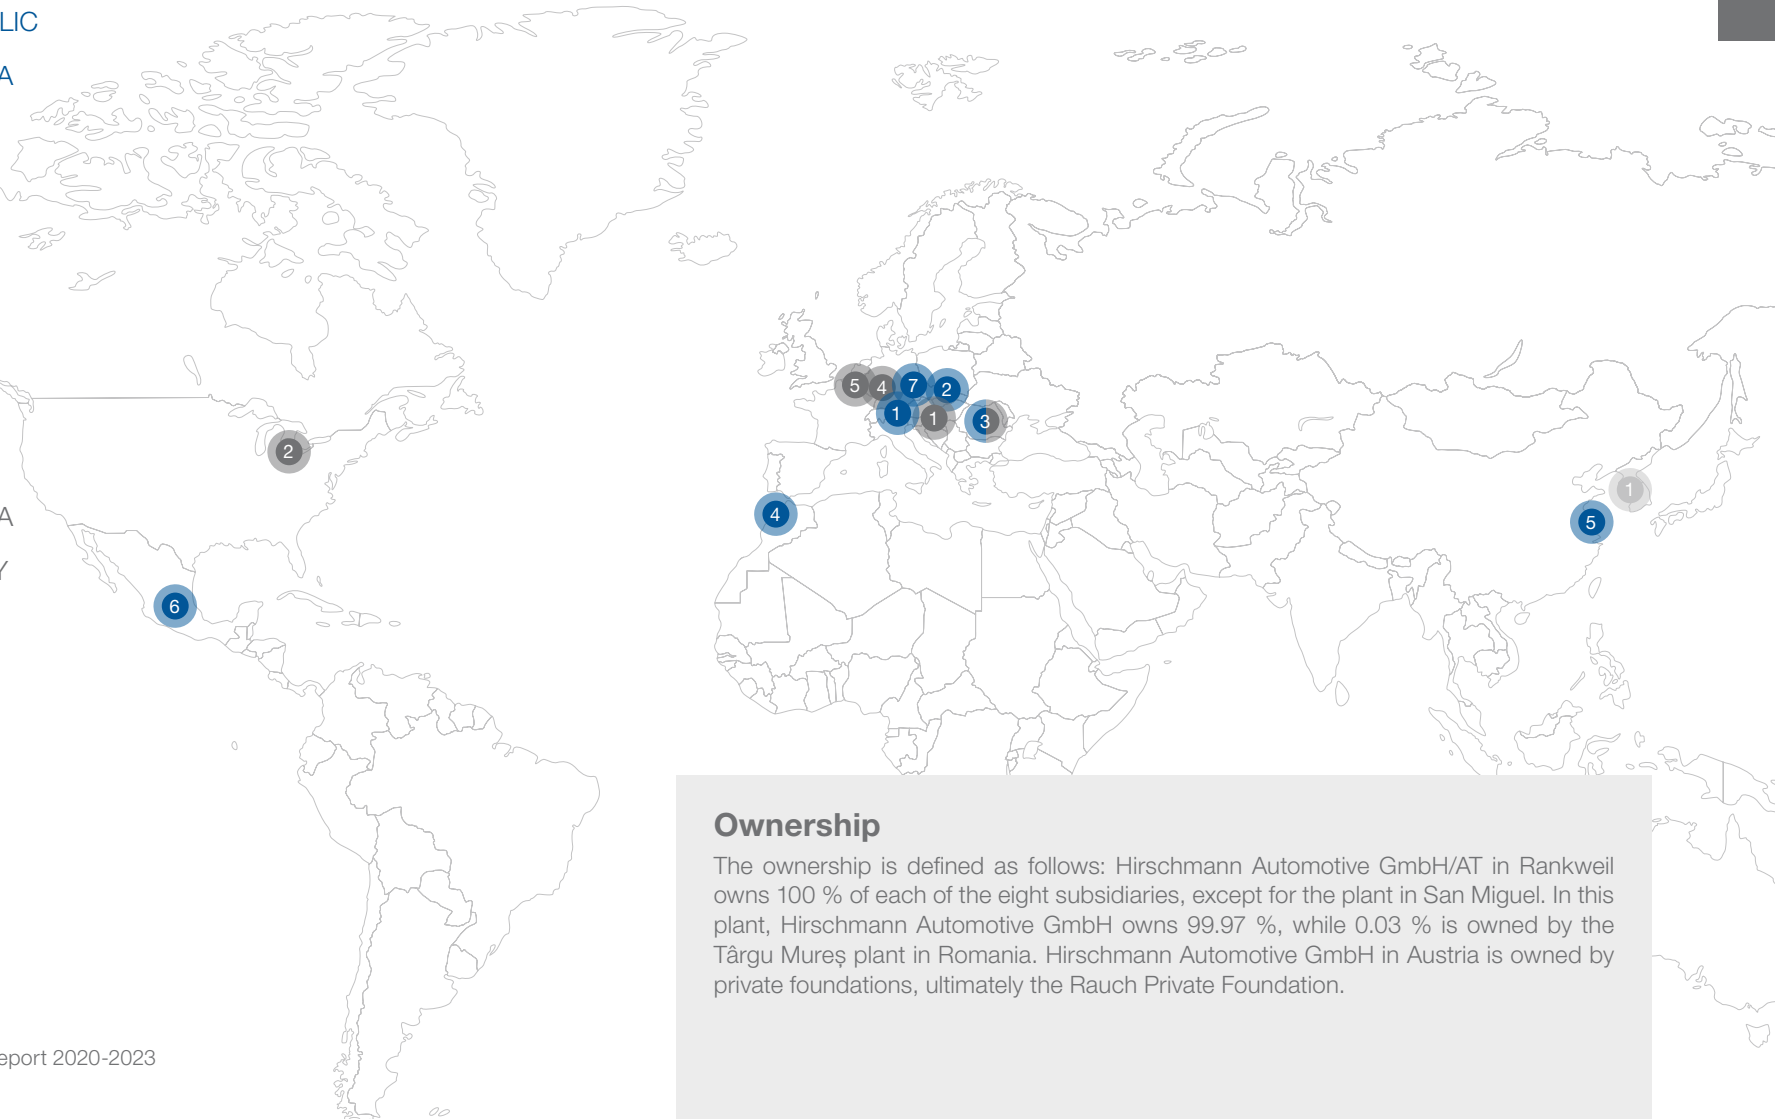 LIC
A
5
4
7
2
1
1
3
2
1
4
5
A
Y
6
Ownership
The ownership is defined as follows: Hirschmann Automotive GmbH/AT in Rankweil
owns 100 % of each of the eight subsidiaries, except for the plant in San Miguel. In this
plant, Hirschmann Automotive GmbH owns 99.97 %, while 0.03 % is owned by the
Târgu Mureș plant in Romania. Hirschmann Automotive GmbH in Austria is owned by
private foundations, ultimately the Rauch Private Foundation.
eport 2020-2023